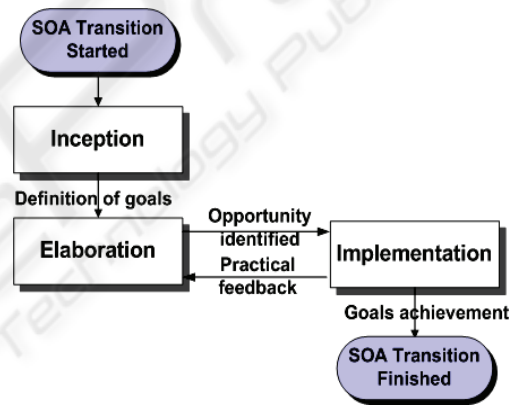 SOA Transition
Started
Inception
Definition of goals
Elaboration
Opportunity
identified
Practical
feedback
Implementation
Goals achievement
SOA Transition
Finished